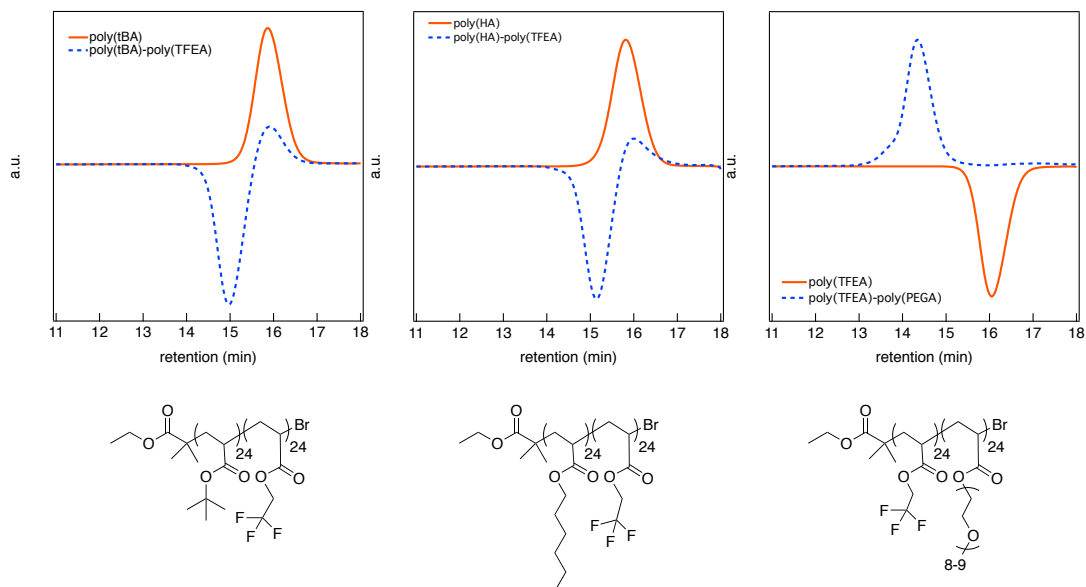 poly(tBA)
poly(tBA)-poly(TFEA)
a.u.
11 12 13 14 15 16 17 18
retention (min)
poly(HA)
poly(HA)-poly(TFEA)
a.u.
11 12 13 14 15 16 17 18
retention (min)
poly(TFEA)
poly(TFEA)-poly(PEGA)
a.u.
11 12 13 14 15 16 17 18
retention (min)
O
O
24
24
Br
O
O
O
O
F
F
F
O
O
24
24
Br
O
O
O
O
F
F
F
O
O
24
24
Br
O
O
O
O
F
F
F
O
8-9